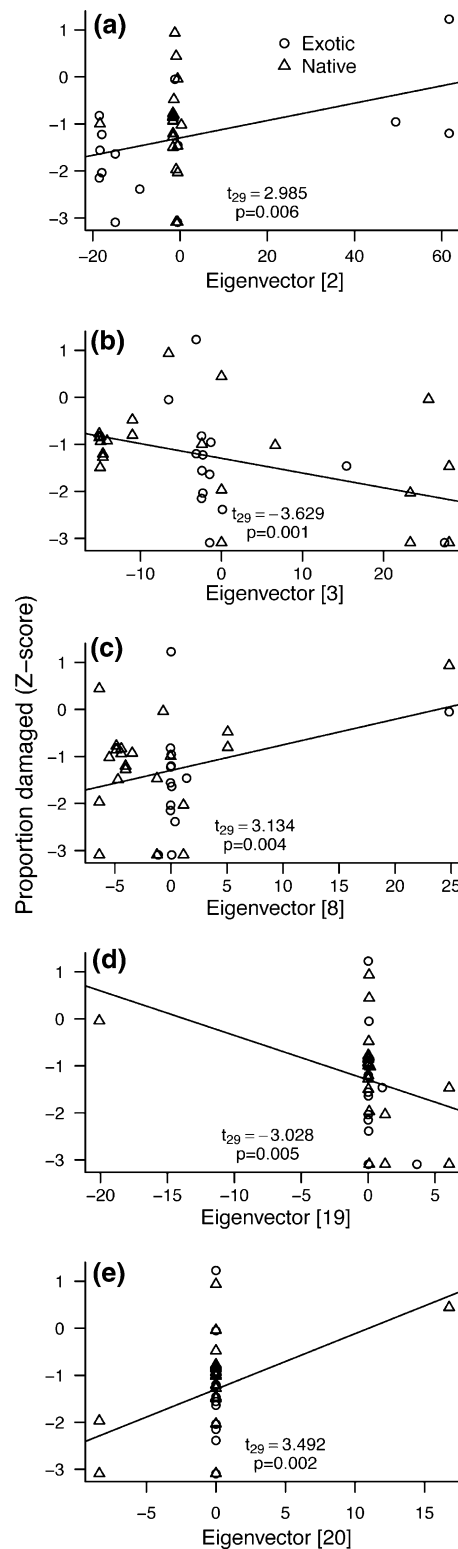 Proportion damaged (Z−score)
(a)
Exotic
Native
1
0
−1
−2
−3
t29 = 2.985
p=0.006
−20 0 20 40 60
Eigenvector [2]
(b)
1
0
−1
−2
−3
t29 = −3.629
p=0.001
−10 0 10 20
Eigenvector [3]
(c)
1
0
−1
−2
−3
t29 = 3.134
p=0.004
−5 0 5 10 15 20 25
Eigenvector [8]
(d)
1
0
−1
−2
−3
t29 = −3.028
p=0.005
−20 −15 −10 −5 0 5
Eigenvector [19]
(e)
1
0
−1
−2
−3
t29 = 3.492
p=0.002
−5 0 5 10 15
Eigenvector [20]